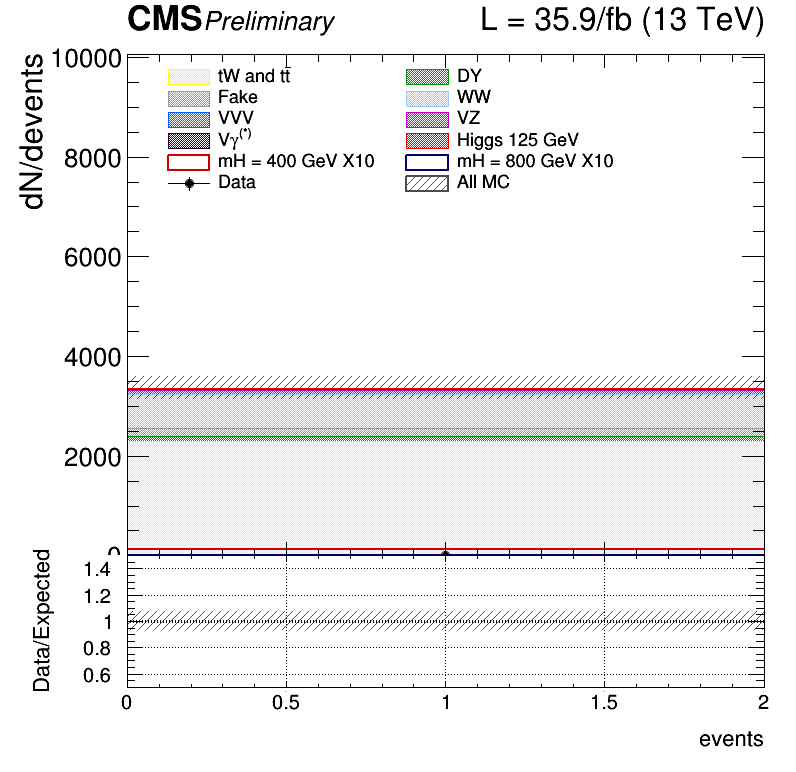 CMS Preliminary L = 35.9/fb (13 TeV)
dN/devents
10000
8000
6000
4000
2000
0
tW and tt̄ DY
Fake WW
VVV VZ
Vγ(*) Higgs 125 GeV
mH = 400 GeV X10 mH = 800 GeV X10
Data All MC
Data/Expected
1.4
1.2
1
0.8
0.6
0 0.5 1 1.5 2
events